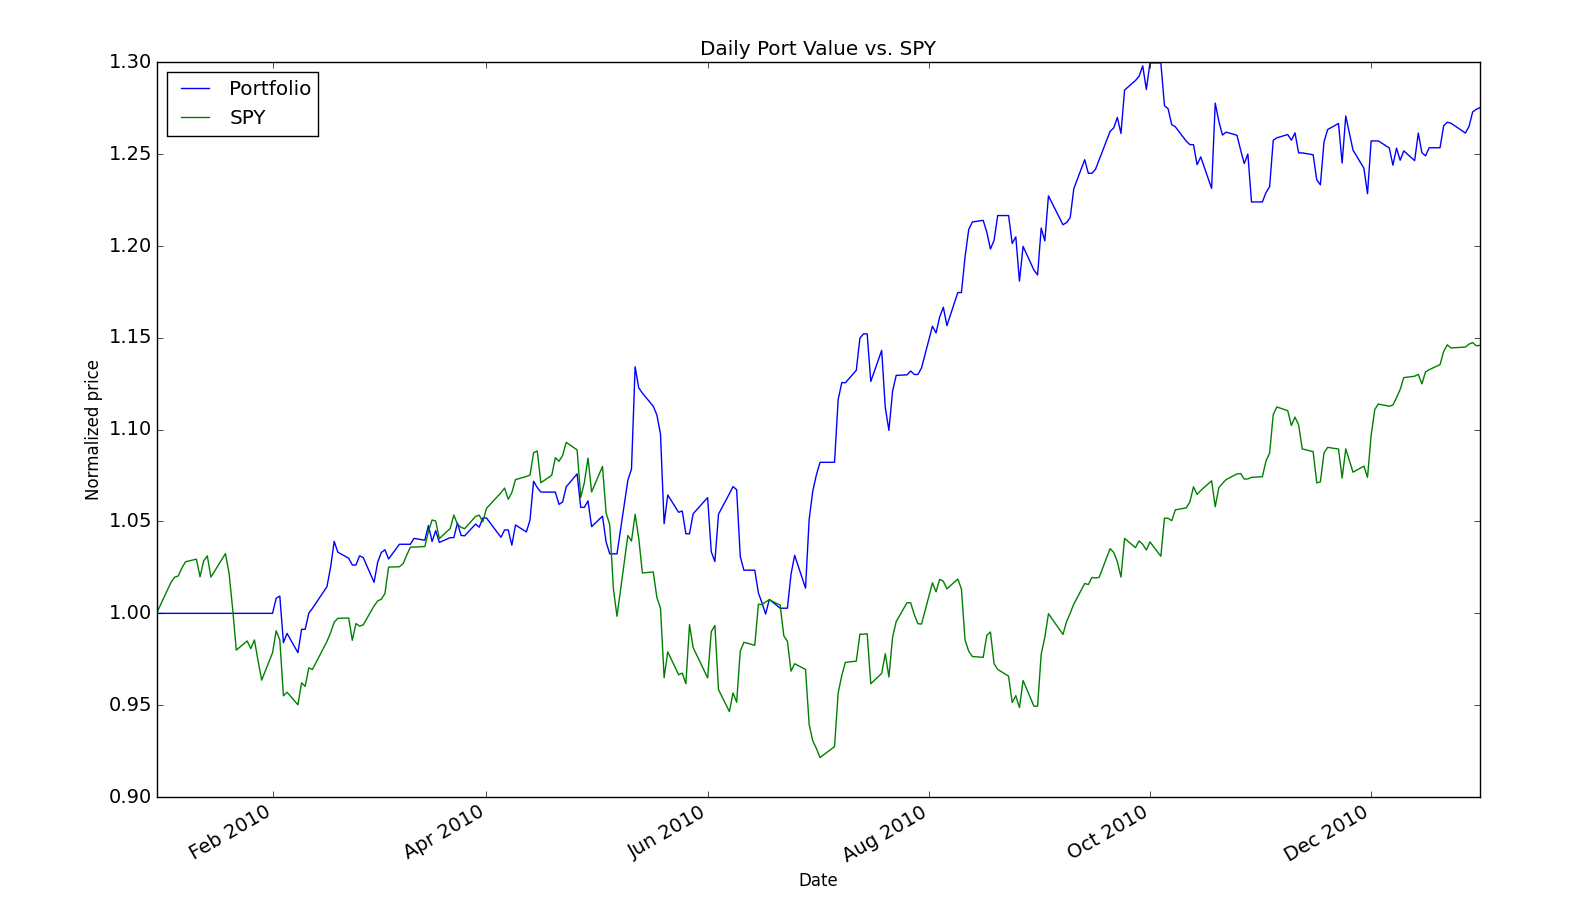 Daily Port Value vs. SPY
Portfolio
SPY
1.30
1.25
1.20
1.15
1.10
1.05
1.00
0.95
0.90
Normalized price
Feb 2010
Apr 2010
Jun 2010
Aug 2010
Oct 2010
Dec 2010
Date